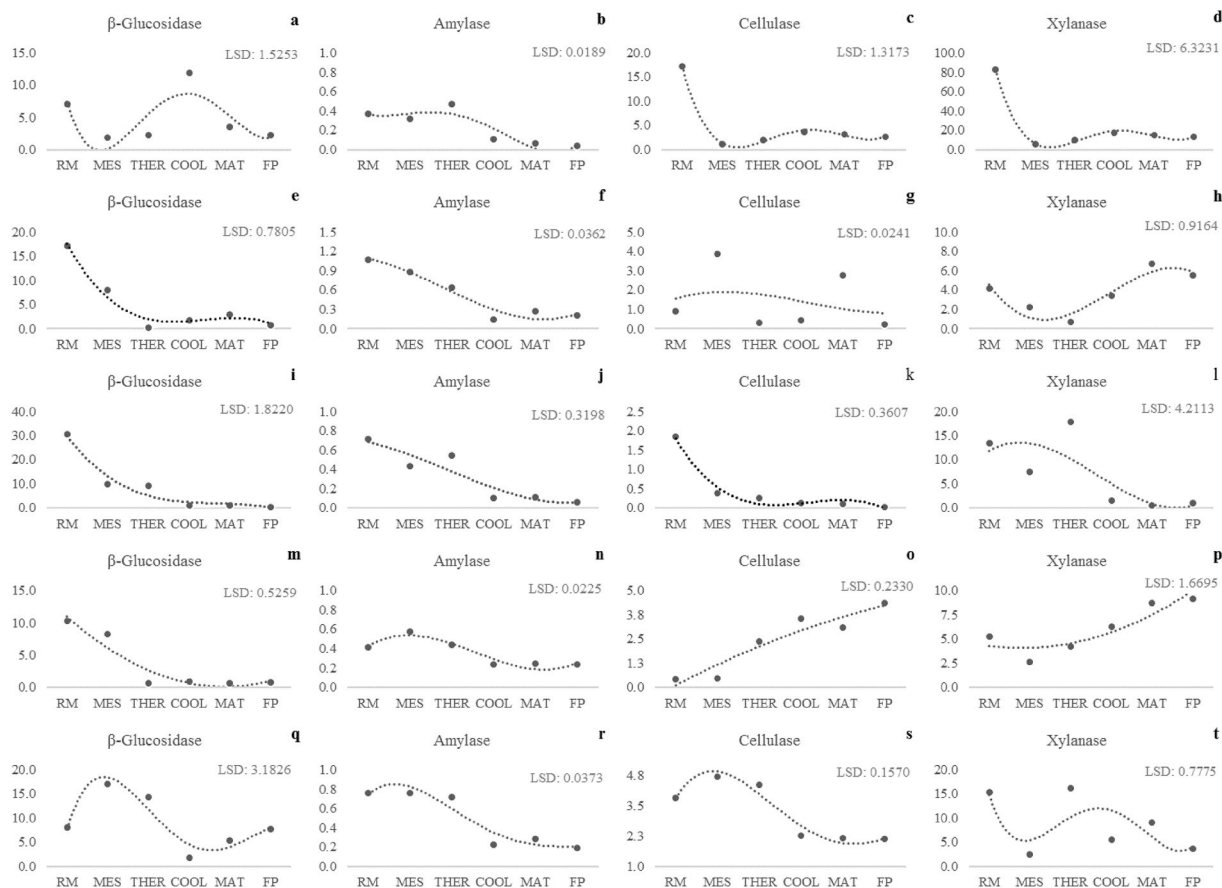 β-Glucosidase a
LSD: 1.5253
15.0
10.0
5.0
0.0
RM MES THER COOL MAT FP
Amylase b
LSD: 0.0189
1.0
0.8
0.6
0.4
0.2
0.0
RM MES THER COOL MAT FP
Cellulase c
LSD: 1.3173
20.0
15.0
10.0
5.0
0.0
RM MES THER COOL MAT FP
Xylanase d
LSD: 6.3231
100.0
80.0
60.0
40.0
20.0
0.0
RM MES THER COOL MAT FP
β-Glucosidase e
LSD: 0.7805
20.0
15.0
10.0
5.0
0.0
RM MES THER COOL MAT FP
Amylase f
LSD: 0.0362
1.5
1.2
0.9
0.6
0.3
0.0
RM MES THER COOL MAT FP
Cellulase g
LSD: 0.0241
5.0
4.0
3.0
2.0
1.0
0.0
RM MES THER COOL MAT FP
Xylanase h
LSD: 0.9164
10.0
8.0
6.0
4.0
2.0
0.0
RM MES THER COOL MAT FP
β-Glucosidase i
LSD: 1.8220
40.0
30.0
20.0
10.0
0.0
RM MES THER COOL MAT FP
Amylase j
LSD: 0.3198
1.0
0.8
0.6
0.4
0.2
0.0
RM MES THER COOL MAT FP
Cellulase k
LSD: 0.3607
2.5
2.0
1.5
1.0
0.5
0.0
RM MES THER COOL MAT FP
Xylanase l
LSD: 4.2113
20.0
15.0
10.0
5.0
0.0
RM MES THER COOL MAT FP
β-Glucosidase m
LSD: 0.5259
15.0
10.0
5.0
0.0
RM MES THER COOL MAT FP
Amylase n
LSD: 0.0225
1.0
0.8
0.6
0.4
0.2
0.0
RM MES THER COOL MAT FP
Cellulase o
LSD: 0.2330
5.0
3.8
2.5
1.3
0.0
RM MES THER COOL MAT FP
Xylanase p
LSD: 1.6695
10.0
7.5
5.0
2.5
0.0
RM MES THER COOL MAT FP
β-Glucosidase q
LSD: 3.1826
20.0
15.0
10.0
5.0
0.0
RM MES THER COOL MAT FP
Amylase r
LSD: 0.0373
1.0
0.8
0.6
0.4
0.2
0.0
RM MES THER COOL MAT FP
Cellulase s
LSD: 0.1570
4.8
3.5
2.3
1.0
RM MES THER COOL MAT FP
Xylanase t
LSD: 0.7775
20.0
15.0
10.0
5.0
0.0
RM MES THER COOL MAT FP